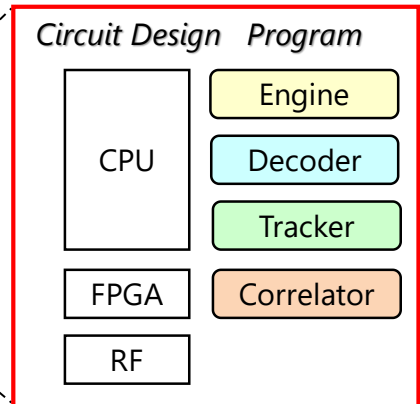 Circuit Design Program
Engine
CPU Decoder
Tracker
FPGA Correlator
RF